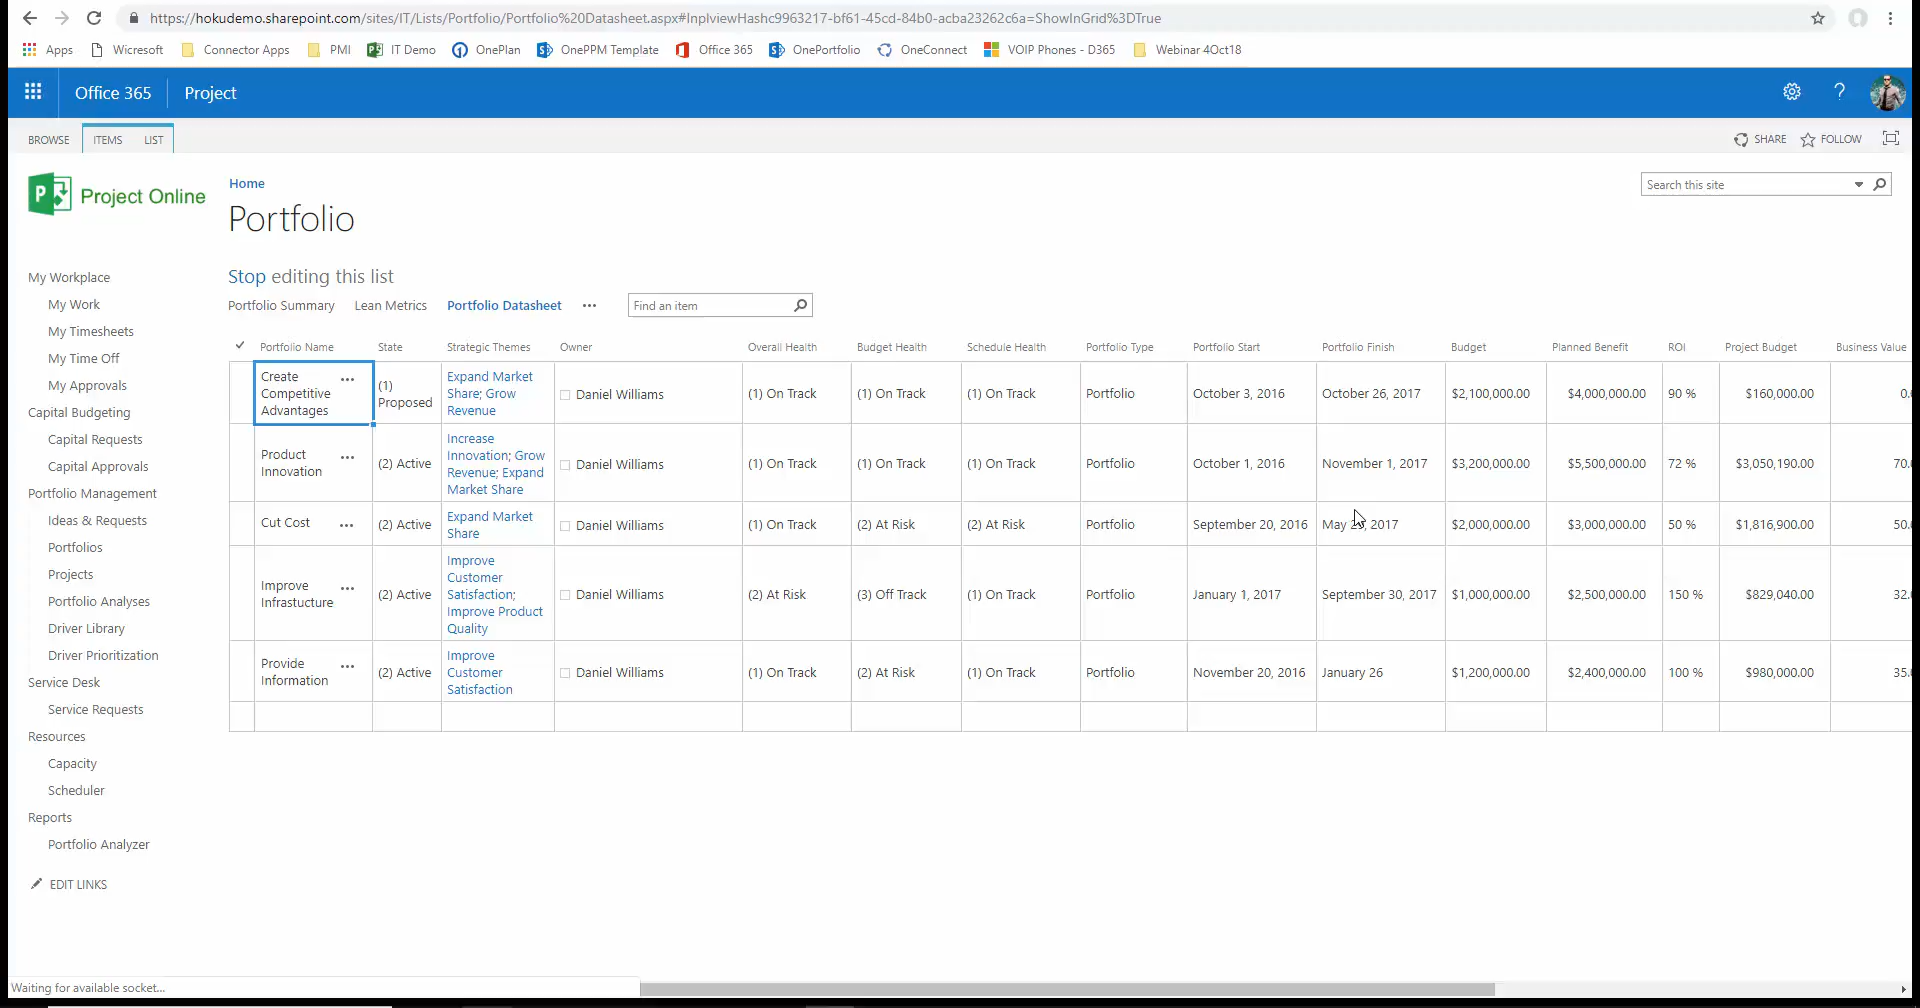 https://hokudemo.sharepoint.com/sites/IT/Lists/Portfolio/Portfolio%20Datasheet.aspx#InplviewHashc9963217-bf61-45cd-84b0-acba23262c6a=ShowInGrid%3DTrue
Apps Wicresoft Connector Apps PMI IT Demo OnePlan OnePPM Template Office 365 OnePortfolio OneConnect VOIP Phones - D365 Webinar 4Oct18
Office 365 Project ?
BROWSE ITEMS LIST SHARE FOLLOW
Project Online
Home
Portfolio
Search this site
My Workplace
My Work
My Timesheets
My Time Off
My Approvals
Capital Budgeting
Capital Requests
Capital Approvals
Portfolio Management
Ideas & Requests
Portfolios
Projects
Portfolio Analyses
Driver Library
Driver Prioritization
Service Desk
Service Requests
Resources
Capacity
Scheduler
Reports
Portfolio Analyzer
EDIT LINKS
Stop editing this list
Portfolio Summary Lean Metrics Portfolio Datasheet ••• Find an item
Portfolio Name State Strategic Themes Owner Overall Health Budget Health Schedule Health Portfolio Type Portfolio Start Portfolio Finish Budget Planned Benefit ROI Project Budget Business Value
Create Competitive Advantages ••• (1) Proposed Expand Market Share; Grow Revenue Daniel Williams (1) On Track (1) On Track (1) On Track Portfolio October 3, 2016 October 26, 2017 $2,100,000.00 $4,000,000.00 90 % $160,000.00 0.
Product Innovation ••• (2) Active Increase Innovation; Grow Revenue; Expand Market Share Daniel Williams (1) On Track (1) On Track (1) On Track Portfolio October 1, 2016 November 1, 2017 $3,200,000.00 $5,500,000.00 72 % $3,050,190.00 70.
Cut Cost ••• (2) Active Expand Market Share Daniel Williams (1) On Track (2) At Risk (2) At Risk Portfolio September 20, 2016 May 2017 $2,000,000.00 $3,000,000.00 50 % $1,816,900.00 50.
Improve Infrastucture ••• (2) Active Improve Customer Satisfaction; Improve Product Quality Daniel Williams (2) At Risk (3) Off Track (1) On Track Portfolio January 1, 2017 September 30, 2017 $1,000,000.00 $2,500,000.00 150 % $829,040.00 32.
Provide Information ••• (2) Active Improve Customer Satisfaction Daniel Williams (1) On Track (2) At Risk (1) On Track Portfolio November 20, 2016 January 26 $1,200,000.00 $2,400,000.00 100 % $980,000.00 35.
Waiting for available socket...